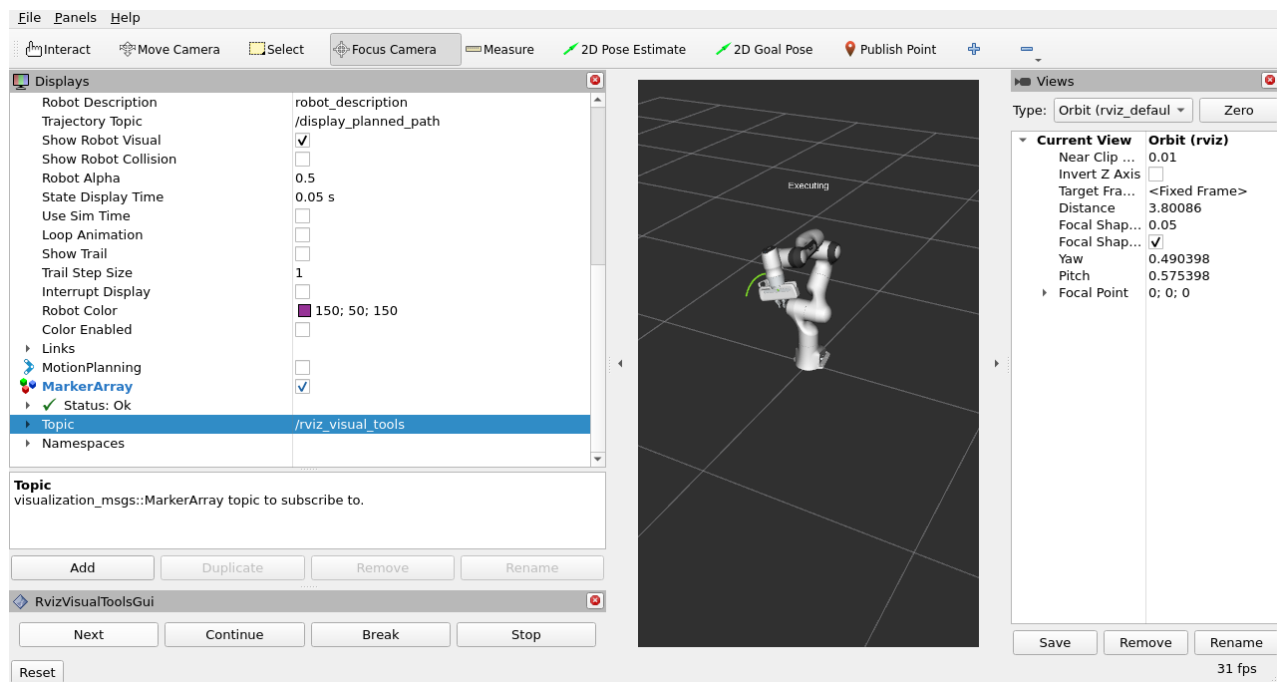 File Panels Help
Interact Move Camera Select Focus Camera Measure 2D Pose Estimate 2D Goal Pose Publish Point
Displays
Robot Description robot_description
Trajectory Topic /display_planned_path
Show Robot Visual
Show Robot Collision
Robot Alpha 0.5
State Display Time 0.05 s
Use Sim Time
Loop Animation
Show Trail
Trail Step Size 1
Interrupt Display
Robot Color 150; 50; 150
Color Enabled
Links
MotionPlanning
MarkerArray
Status: Ok
Topic /rviz_visual_tools
Namespaces
Topic
visualization_msgs::MarkerArray topic to subscribe to.
Add Duplicate Remove Rename
RvizVisualToolsGui
Next Continue Break Stop
Reset
Executing
Views
Type: Orbit (rviz_defaul Zero
Current View Orbit (rviz)
Near Clip ... 0.01
Invert Z Axis
Target Fra... <Fixed Frame>
Distance 3.80086
Focal Shap... 0.05
Focal Shap...
Yaw 0.490398
Pitch 0.575398
Focal Point 0; 0; 0
Save Remove Rename
31 fps